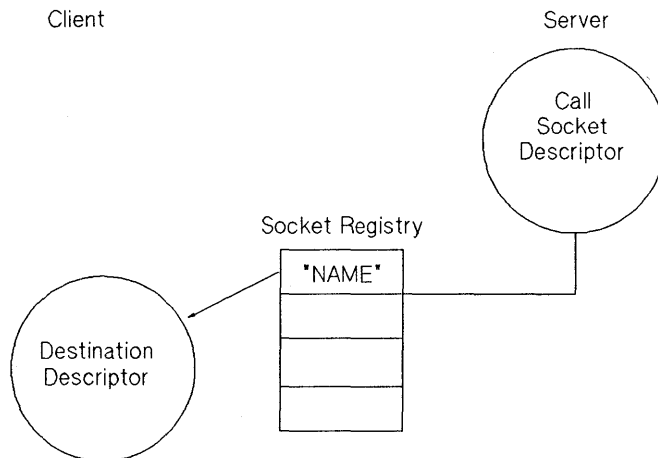 Client
Server
Call
Socket
Descriptor
Socket Registry
"NAME"
Destination
Descriptor